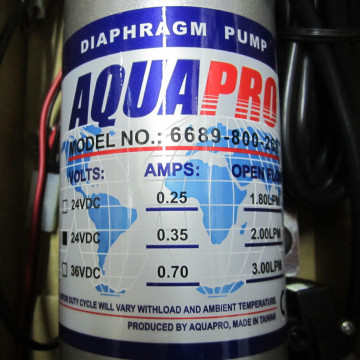 DIAPHRAGM PUMP
AQUAPRO
MODEL NO.: 6689-800-
VOLTS: AMPS: OPEN
24VDC 0.25 1.80LPM
24VDC 0.35 2.00LPM
36VDC 0.70 3.00LPM
DUTY CYCLE WILL VARY WITHLOAD AND AMBIENT TEMPERATURE.
PRODUCED BY AQUAPRO, MADE IN TAIWAN